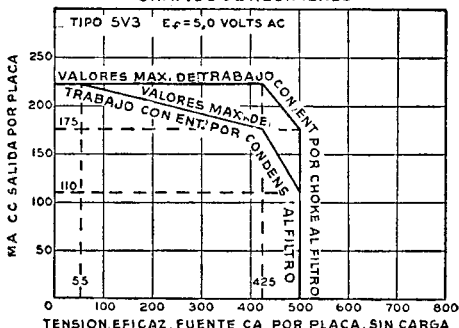 TIPO 5V3 Ef=5,0 VOLTS AC
MA CC SALIDA POR PLACA
250
200
150
100
50
175
110
VALORES MAX. DE TRABAJO CON ENT POR CHOKE AL FILTRO
VALORES MAX. DE
TRABAJO CON ENT. POR CONDENS AL FILTRO
55
425
0 100 200 300 400 500 600 700 800
TENSION, EFICAZ, FUENTE CA POR PLACA, SIN CARGA